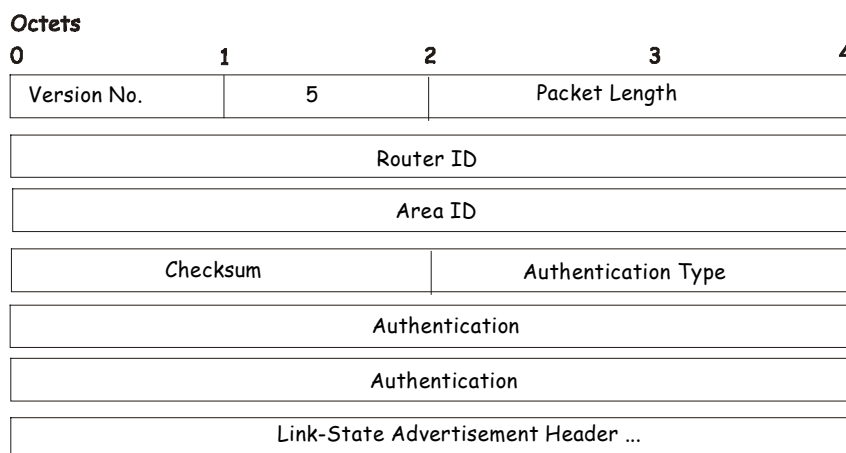 Octets
0 1 2 3 4
Version No. 5 Packet Length
Router ID
Area ID
Checksum Authentication Type
Authentication
Authentication
Link-State Advertisement Header ...